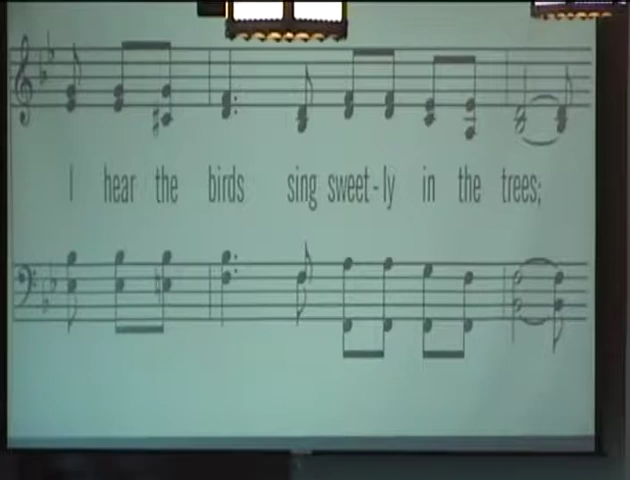 I hear the birds sing sweet-ly in the trees;